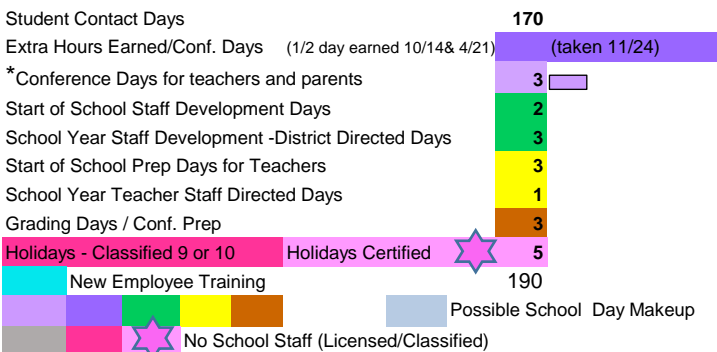 Student Contact Days 170
Extra Hours Earned/Conf. Days (1/2 day earned 10/14& 4/21) (taken 11/24)
*Conference Days for teachers and parents 3
Start of School Staff Development Days 2
School Year Staff Development -District Directed Days 3
Start of School Prep Days for Teachers 3
School Year Teacher Staff Directed Days 1
Grading Days / Conf. Prep 3
Holidays - Classified 9 or 10 Holidays Certified 5
New Employee Training 190
Possible School Day Makeup
No School Staff (Licensed/Classified)